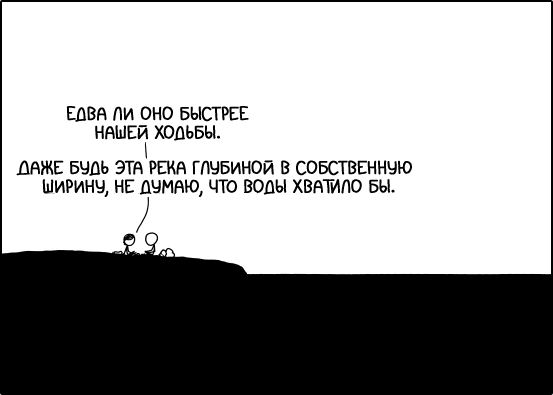 ЕДВА ЛИ ОНО БЫСТРЕЕ
НАШЕЙ ХОДЬБЫ.
ДАЖЕ БУДЬ ЭТА РЕКА ГЛУБИНОЙ В СОБСТВЕННУЮ
ШИРИНУ, НЕ ДУМАЮ, ЧТО ВОДЫ ХВАТИЛО БЫ.